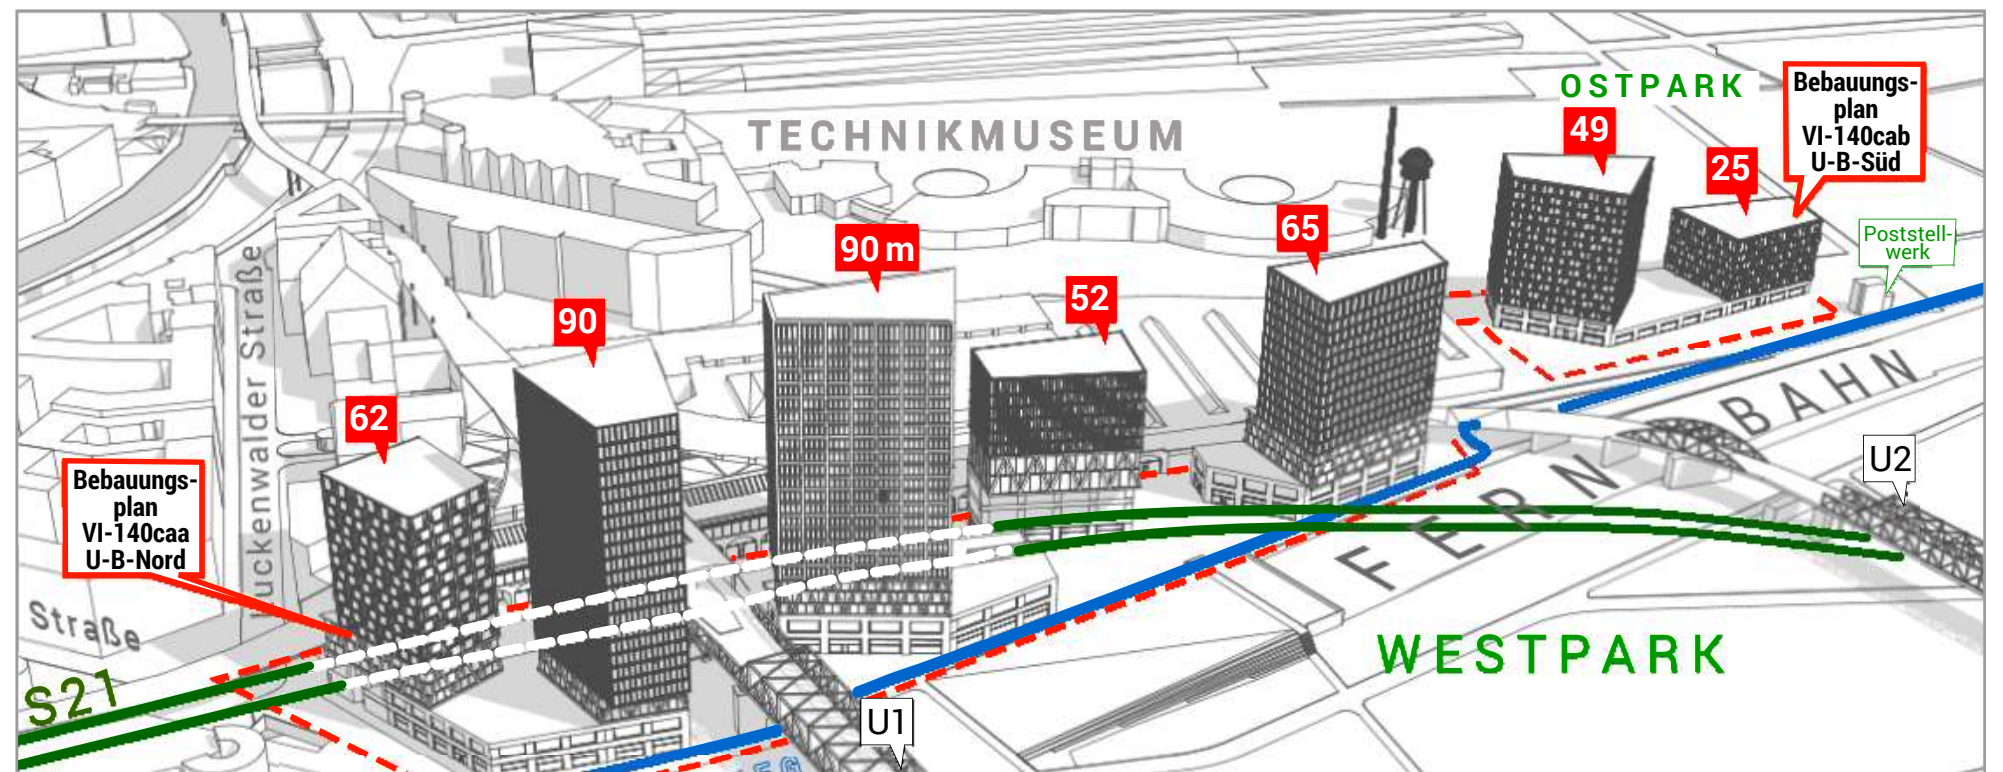 OSTPARK
Bebauungs-
plan
VI-140cab
U-B-Süd
TECHNIKMUSEUM
49
25
65
90 m
Poststell-
werk
52
90
62
Luckenwalder Straße
FERN BAHN
U2
Bebauungs-
plan
VI-140caa
U-B-Nord
Straße
WESTPARK
S21
U1